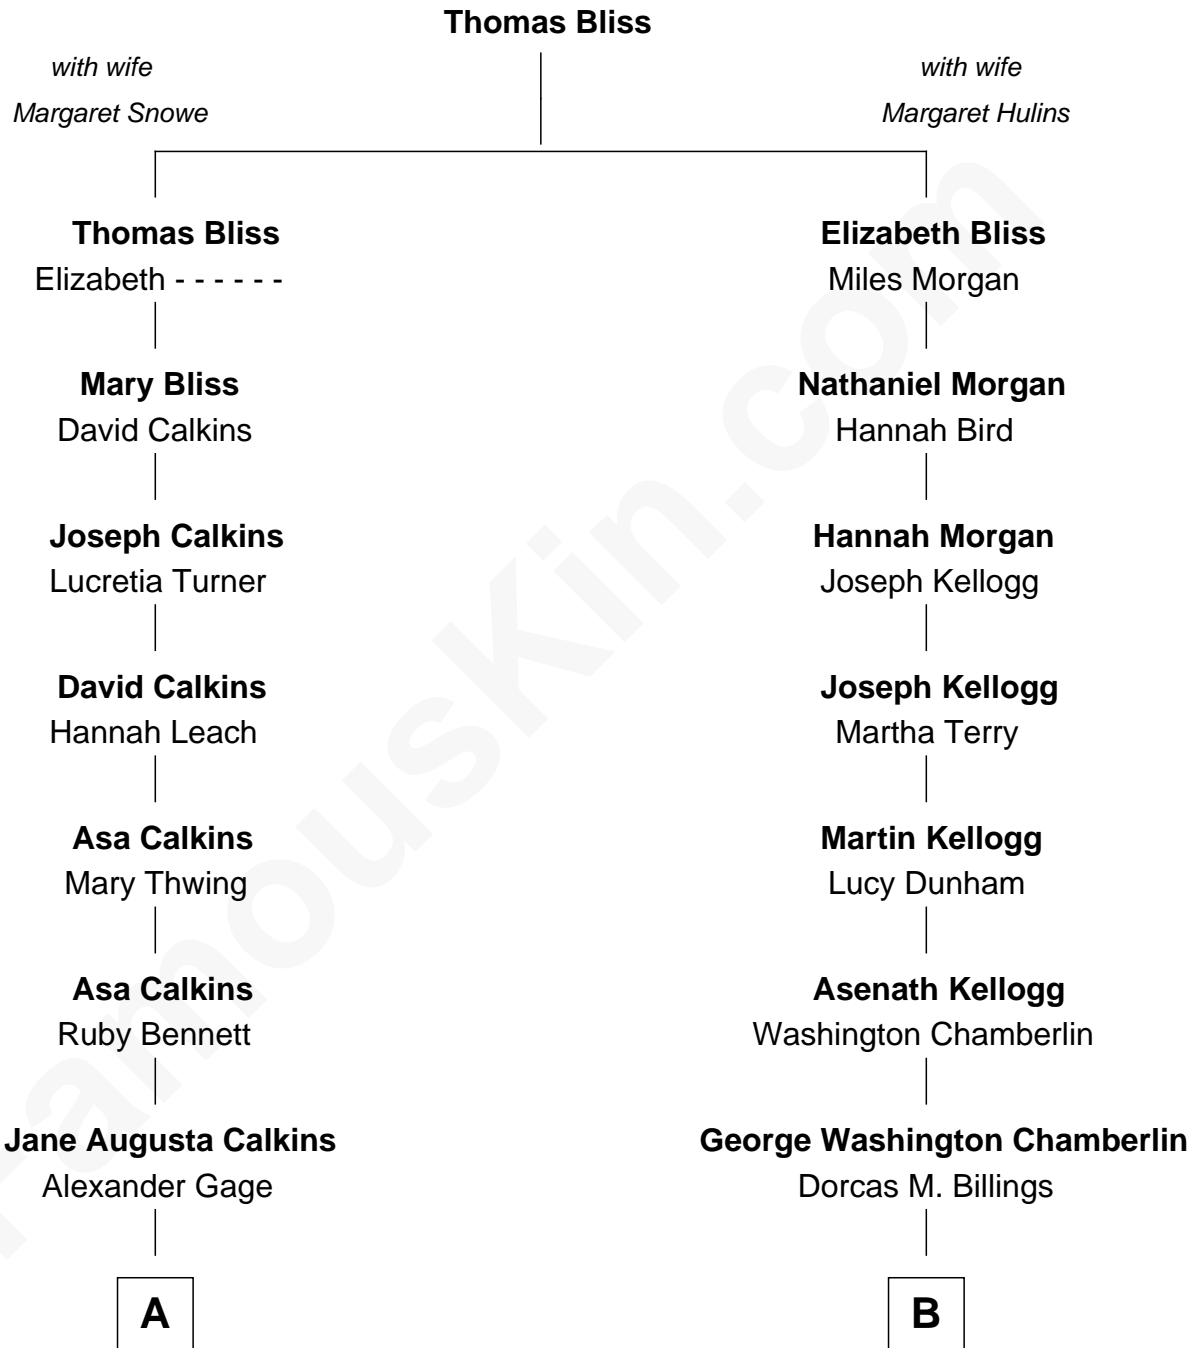 Thomas Bliss
with wife
Margaret Snowe
with wife
Margaret Hulins
Thomas Bliss
Elizabeth - - - - - -
Elizabeth Bliss
Miles Morgan
Mary Bliss
David Calkins
Nathaniel Morgan
Hannah Bird
Joseph Calkins
Lucretia Turner
Hannah Morgan
Joseph Kellogg
David Calkins
Hannah Leach
Joseph Kellogg
Martha Terry
Asa Calkins
Mary Thwing
Martin Kellogg
Lucy Dunham
Asa Calkins
Ruby Bennett
Asenath Kellogg
Washington Chamberlin
Jane Augusta Calkins
Alexander Gage
George Washington Chamberlin
Dorcas M. Billings
A
B
FamousKin.com